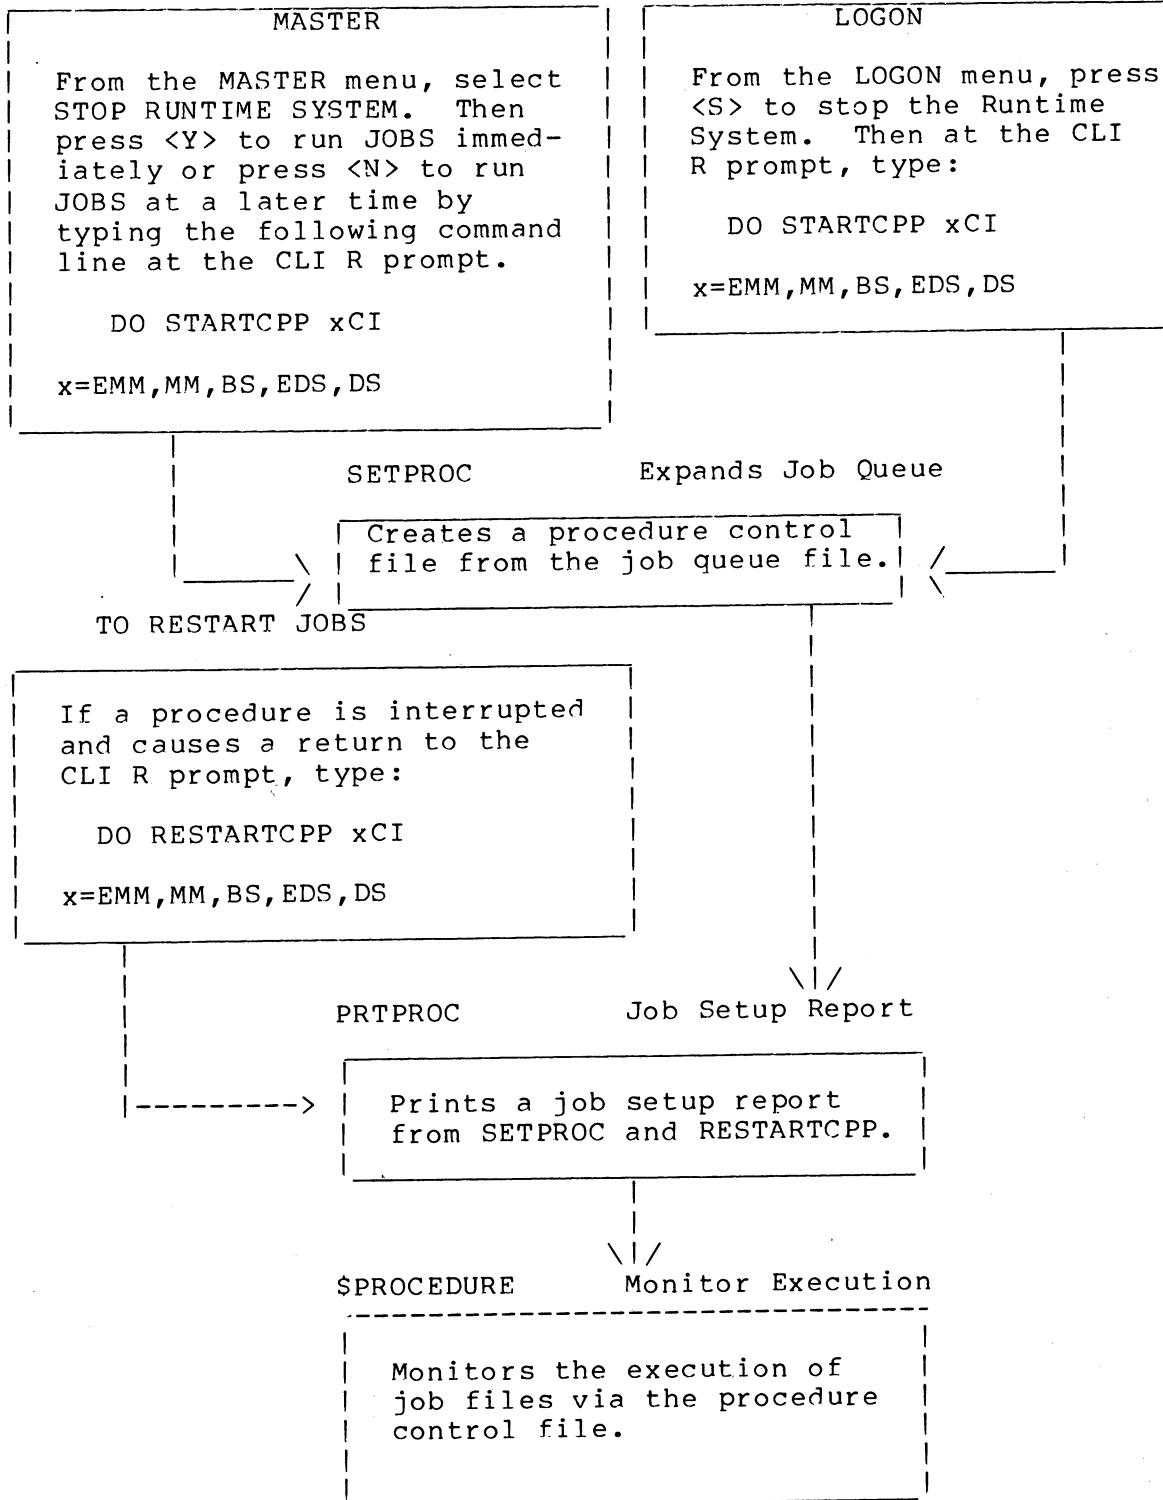 MASTER
From the MASTER menu, select
STOP RUNTIME SYSTEM. Then
press <Y> to run JOBS immed-
iately or press <N> to run
JOBS at a later time by
typing the following command
line at the CLI R prompt.
DO STARTCPP xCI
x=EMM,MM,BS,EDS,DS
LOGON
From the LOGON menu, press
<S> to stop the Runtime
System. Then at the CLI
R prompt, type:
DO STARTCPP xCI
x=EMM,MM,BS,EDS,DS
SETPROC Expands Job Queue
Creates a procedure control
file from the job queue file.
TO RESTART JOBS
If a procedure is interrupted
and causes a return to the
CLI R prompt, type:
DO RESTARTCPP xCI
x=EMM,MM,BS,EDS,DS
PRTPROC Job Setup Report
Prints a job setup report
from SETPROC and RESTARTCPP.
$PROCEDURE Monitor Execution
Monitors the execution of
job files via the procedure
control file.